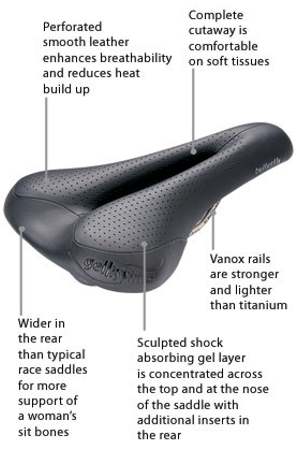 Perforated
smooth leather
enhances breathability
and reduces heat
build up
Complete
cutaway is
comfortable
on soft tissues
Vanox rails
are stronger
and lighter
than titanium
Wider in
the rear
than typical
race saddles
for more
support of
a woman's
sit bones
Sculpted shock
absorbing gel layer
is concentrated across
the top and at the nose
of the saddle with
additional inserts in
the rear